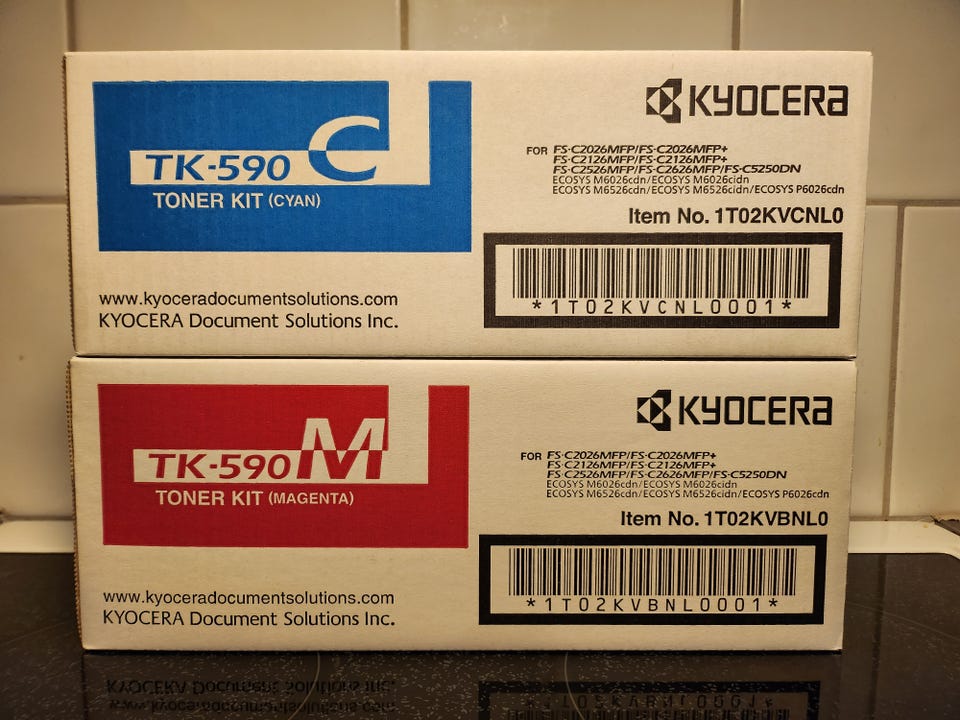 TK-590 C
TONER KIT (CYAN)
www.kyoceradocumentsolutions.com
KYOCERA Document Solutions Inc.
KYOCERA
FOR FS-C2026MFP/FS-C2026MFP+
FS-C2126MFP/FS-C2126MFP+
FS-C2526MFP/FS-C2626MFP/FS-C5250DN
ECOSYS M6026cdn/ECOSYS M6026cidn
ECOSYS M6526cdn/ECOSYS M6526cidn/ECOSYS P6026cdn
Item No. 1T02KVCNL0
*1T02KVCNL0001*
TK-590 M
TONER KIT (MAGENTA)
www.kyoceradocumentsolutions.com
KYOCERA Document Solutions Inc.
KYOCERA
FOR FS-C2026MFP/FS-C2026MFP+
FS-C2126MFP/FS-C2126MFP+
FS-C2526MFP/FS-C2626MFP/FS-C5250DN
ECOSYS M6026cdn/ECOSYS M6026cidn
ECOSYS M6526cdn/ECOSYS M6526cidn/ECOSYS P6026cdn
Item No. 1T02KVBNL0
*1T02KVBNL0001*